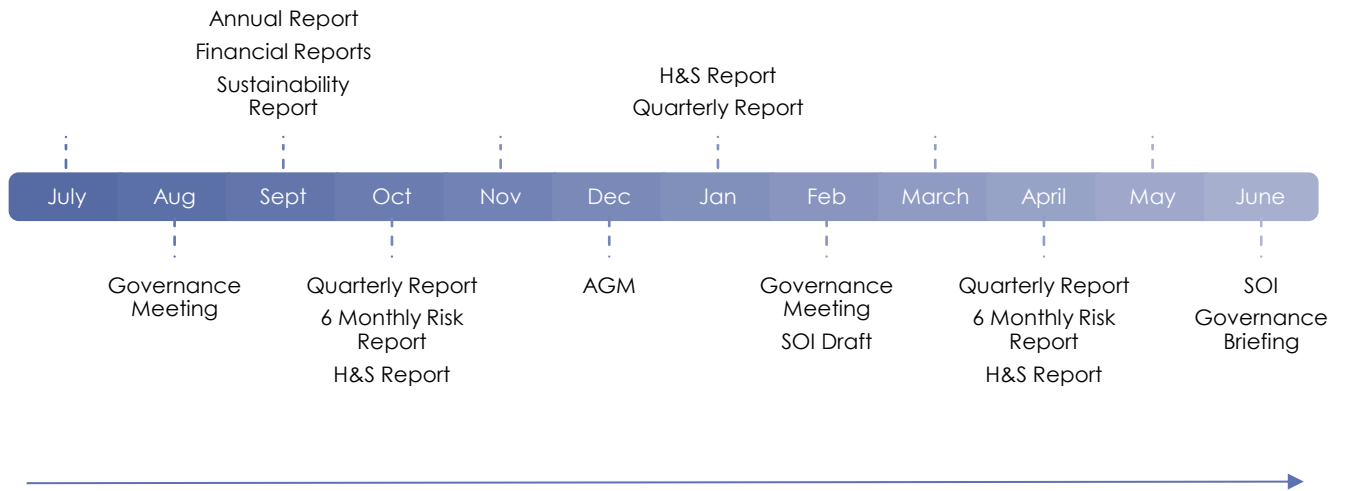 Annual Report
Financial Reports
Sustainability
Report
H&S Report
Quarterly Report
July
Aug
Sept
Oct
Nov
Dec
Jan
Feb
March
April
May
June
Governance
Meeting
Quarterly Report
6 Monthly Risk
Report
H&S Report
AGM
Governance
Meeting
SOI Draft
Quarterly Report
6 Monthly Risk
Report
H&S Report
SOI
Governance
Briefing